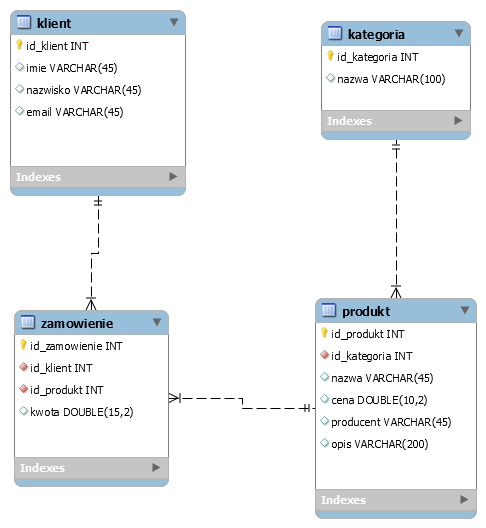 klient
id_klient INT
imie VARCHAR(45)
nazwisko VARCHAR(45)
email VARCHAR(45)
Indexes
kategoria
id_kategoria INT
nazwa VARCHAR(100)
Indexes
zamowienie
id_zamowienie INT
id_klient INT
id_produkt INT
kwota DOUBLE(15,2)
Indexes
produkt
id_produkt INT
id_kategoria INT
nazwa VARCHAR(45)
cena DOUBLE(10,2)
producent VARCHAR(45)
opis VARCHAR(200)
Indexes